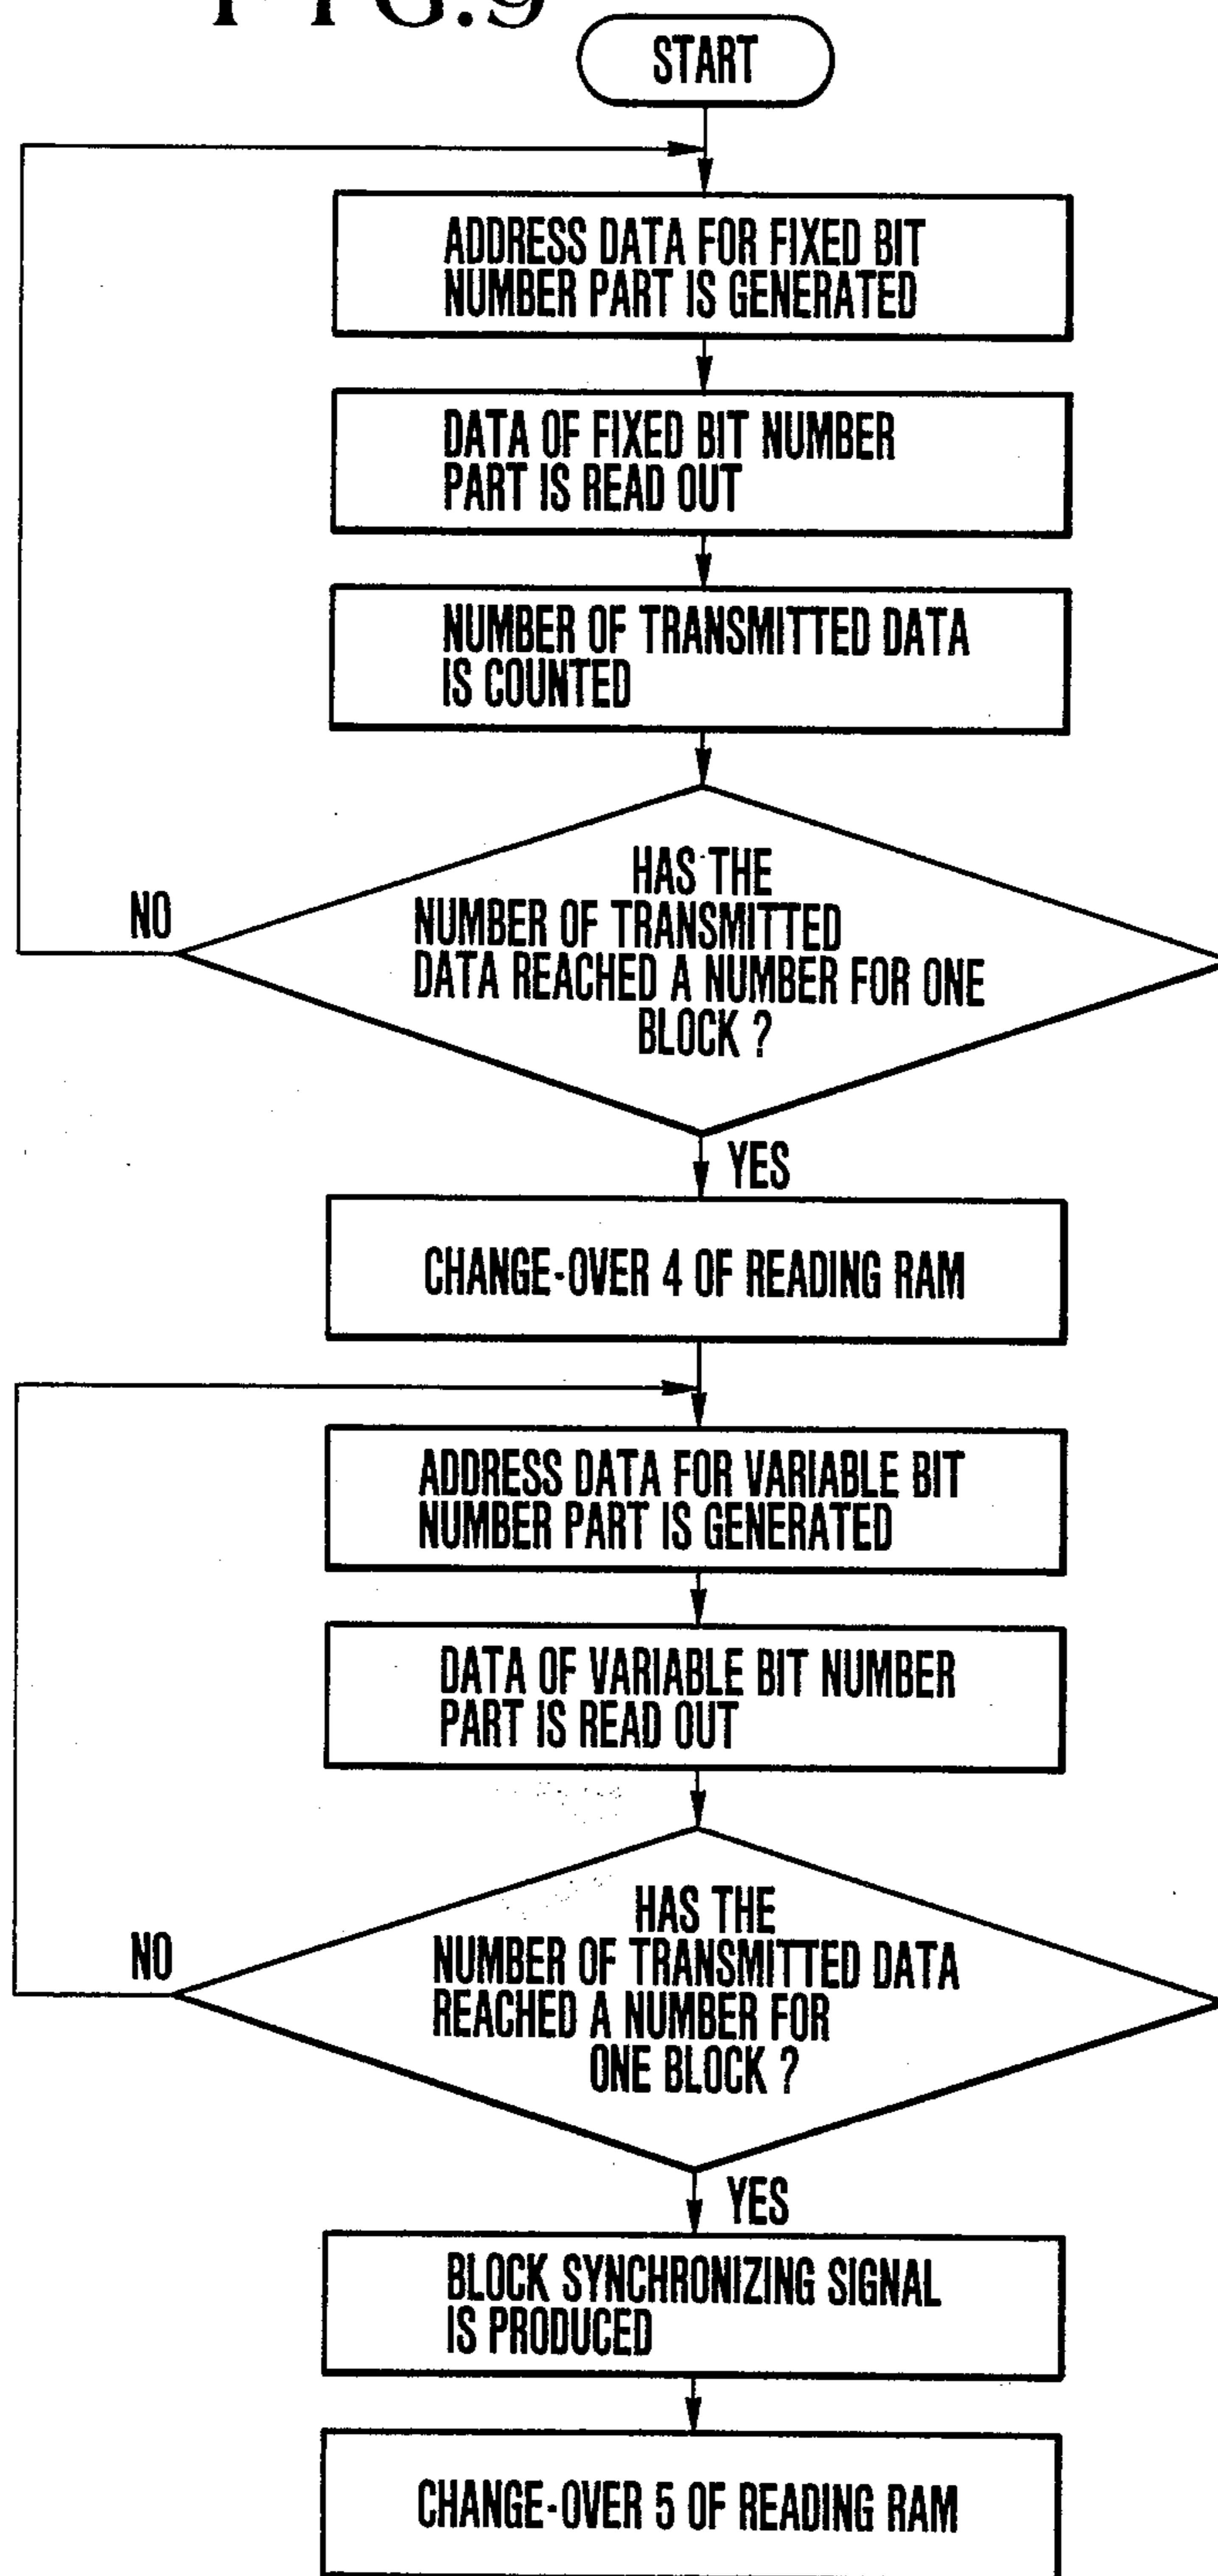 FIG.9
START
ADDRESS DATA FOR FIXED BIT
NUMBER PART IS GENERATED
DATA OF FIXED BIT NUMBER
PART IS READ OUT
NUMBER OF TRANSMITTED DATA
IS COUNTED
HAS THE
NUMBER OF TRANSMITTED
DATA REACHED A NUMBER FOR ONE
BLOCK ?
NO
YES
CHANGE-OVER 4 OF READING RAM
ADDRESS DATA FOR VARIABLE BIT
NUMBER PART IS GENERATED
DATA OF VARIABLE BIT NUMBER
PART IS READ OUT
HAS THE
NUMBER OF TRANSMITTED DATA
REACHED A NUMBER FOR
ONE BLOCK ?
NO
YES
BLOCK SYNCHRONIZING SIGNAL
IS PRODUCED
CHANGE-OVER 5 OF READING RAM